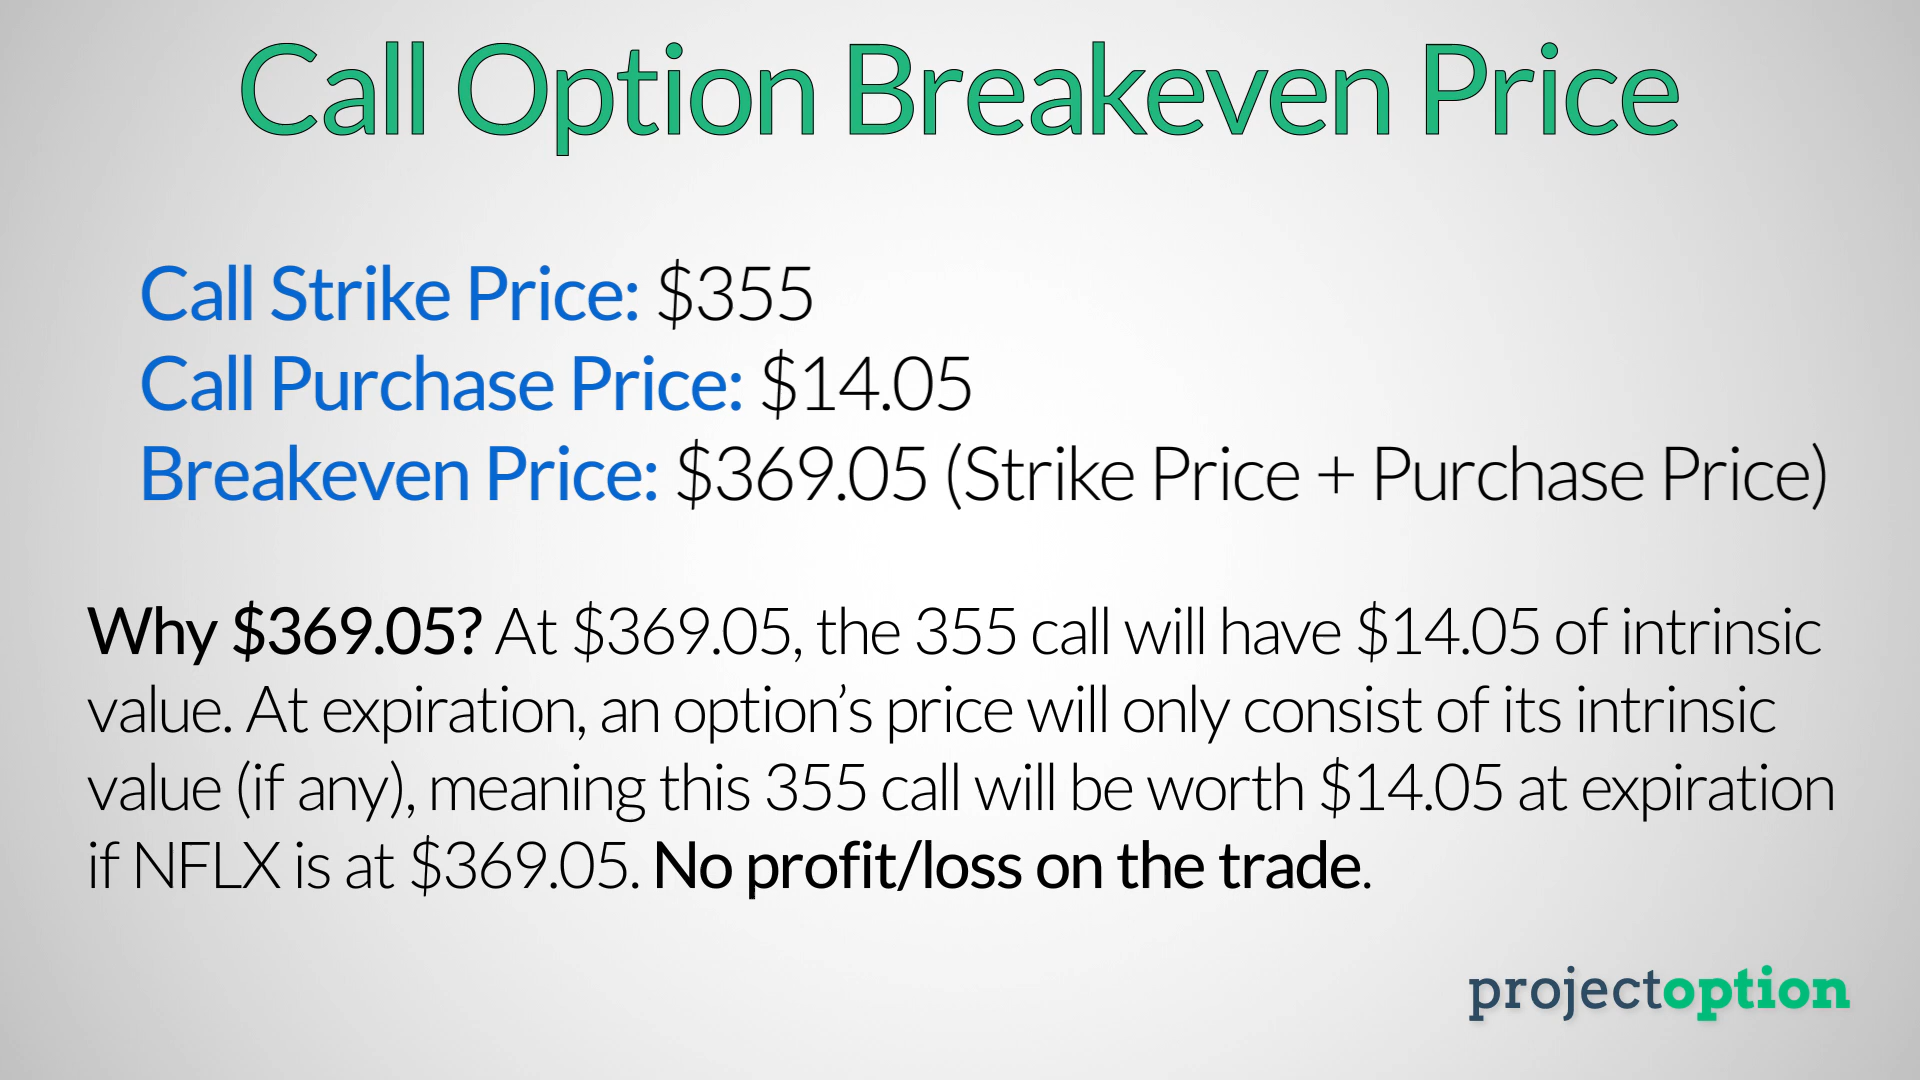 Call Option Breakeven Price
Call Strike Price: $355
Call Purchase Price: $14.05
Breakeven Price: $369.05 (Strike Price + Purchase Price)
Why $369.05? At $369.05, the 355 call will have $14.05 of intrinsic
value. At expiration, an option’s price will only consist of its intrinsic
value (if any), meaning this 355 call will be worth $14.05 at expiration
if NFLX is at $369.05. No profit/loss on the trade.
projectoption